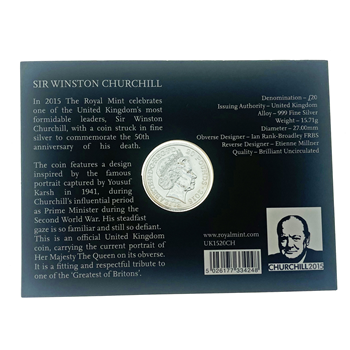 SIR WINSTON CHURCHILL
In 2015 The Royal Mint celebrates
one of the United Kingdom's most
formidable leaders, Sir Winston
Churchill, with a coin struck in fine
silver to commemorate the 50th
anniversary of his death.
The coin features a design
inspired by the famous
portrait captured by Yousuf
Karsh in 1941, during
Churchill's influential period
as Prime Minister during the
Second World War. His steadfast
gaze is so familiar and still so defiant.
This is an official United Kingdom
coin, carrying the current portrait of
Her Majesty The Queen on its obverse.
It is a fitting and respectful tribute to
one of the 'Greatest of Britons'.
Denomination - £20
Issuing Authority - United Kingdom
Alloy - 999 Fine Silver
Weight - 15.71g
Diameter - 27.00mm
Obverse Designer - Ian Rank-Broadley FRBS
Reverse Designer - Etienne Millner
Quality - Brilliant Uncirculated
www.royalmint.com
UK1520CH
5 026177 334248
CHURCHILL2015